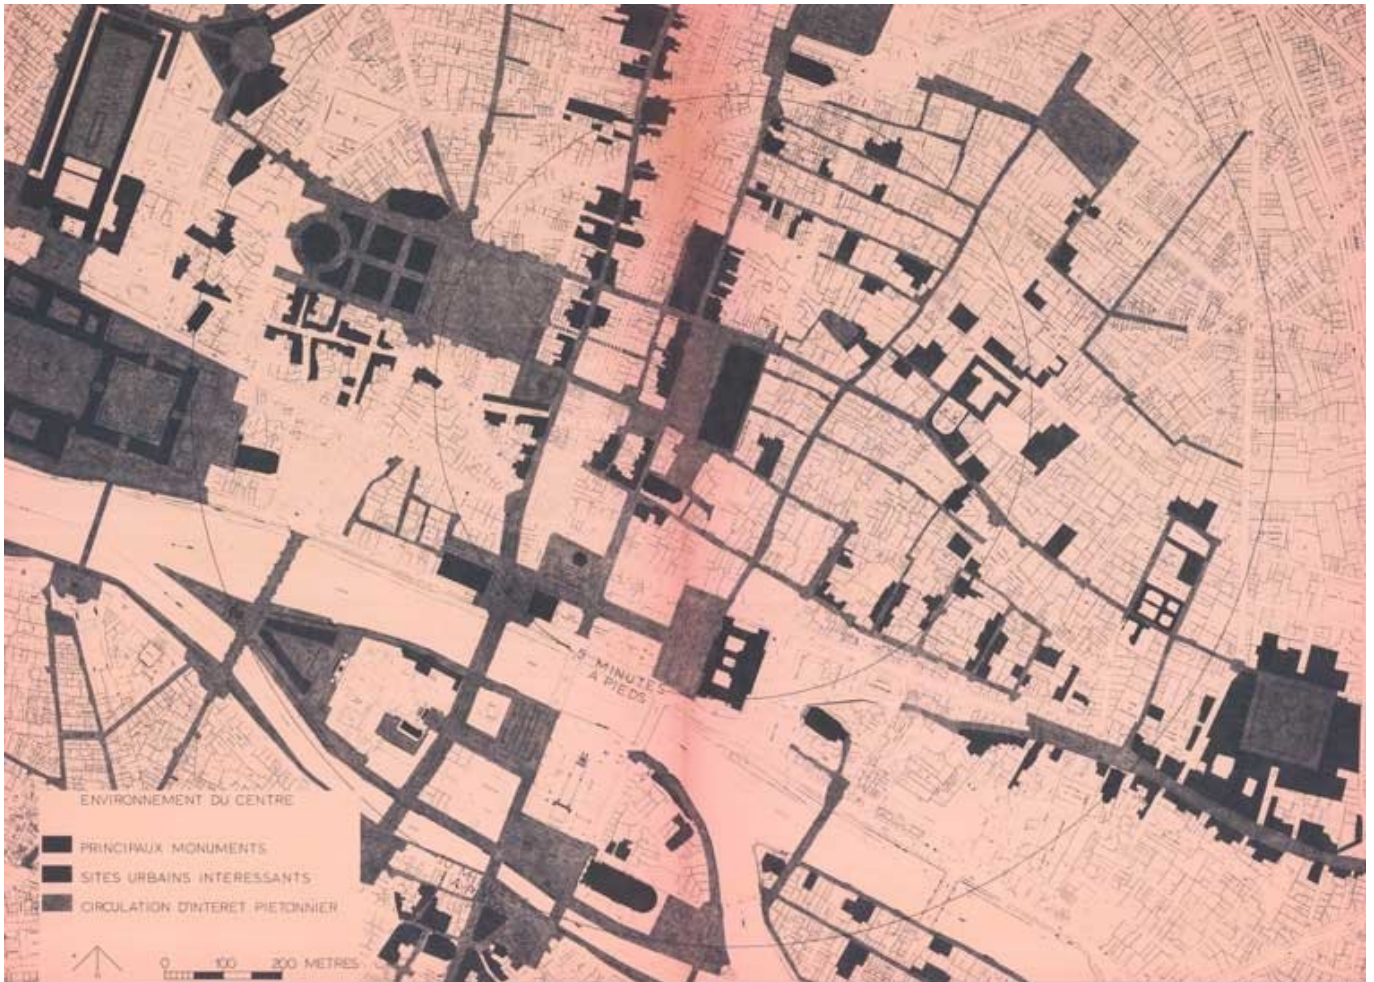 5 MINUTES
A PIEDS
ENVIRONNEMENT DU CENTRE
PRINCIPAUX MONUMENTS
SITES URBAINS INTERESSANTS
CIRCULATION D'INTERET PIETONNIER
0 100 200 METRES